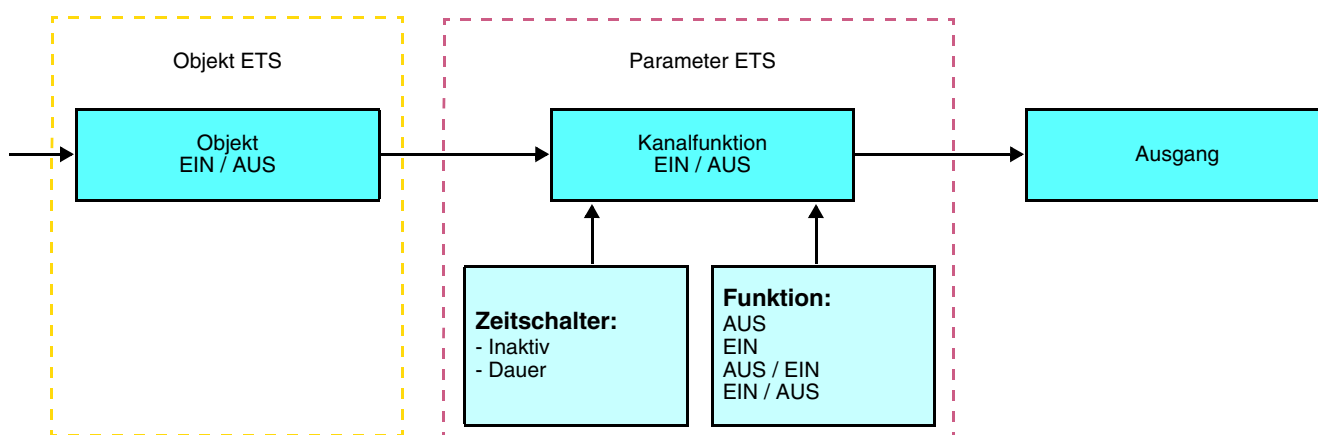 Objekt ETS
Parameter ETS
Objekt
EIN / AUS
Kanalfunktion
EIN / AUS
Ausgang
Zeitschalter:
- Inaktiv
- Dauer
Funktion:
AUS
EIN
AUS / EIN
EIN / AUS